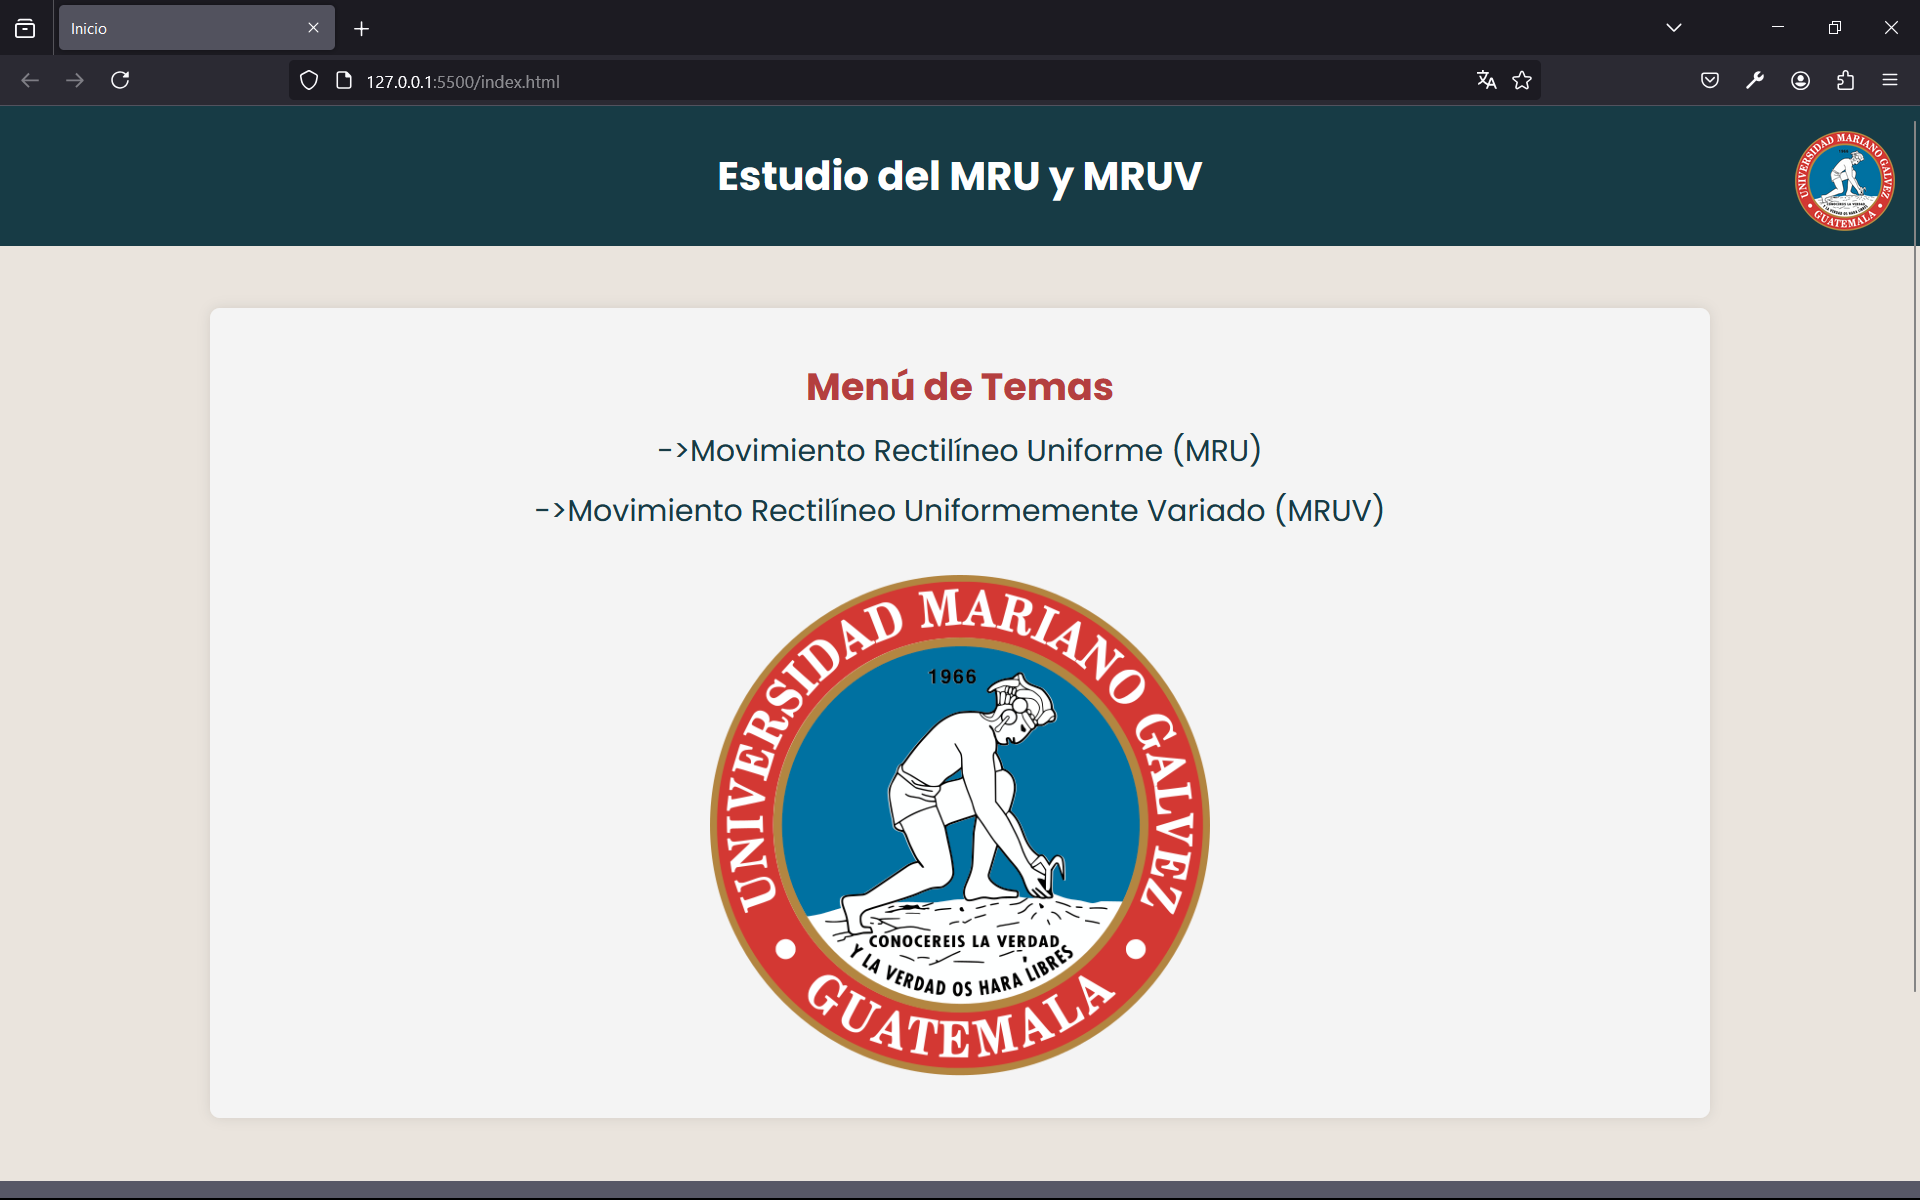 Inicio
127.0.0.1:5500/index.html
Estudio del MRU y MRUV
UNIVERSIDAD MARIANO GALVEZ
GUATEMALA
Menú de Temas
->Movimiento Rectilíneo Uniforme (MRU)
->Movimiento Rectilíneo Uniformemente Variado (MRUV)
UNIVERSIDAD MARIANO GALVEZ
1966
CONOCEREIS LA VERDAD
Y LA VERDAD OS HARA LIBRES
GUATEMALA